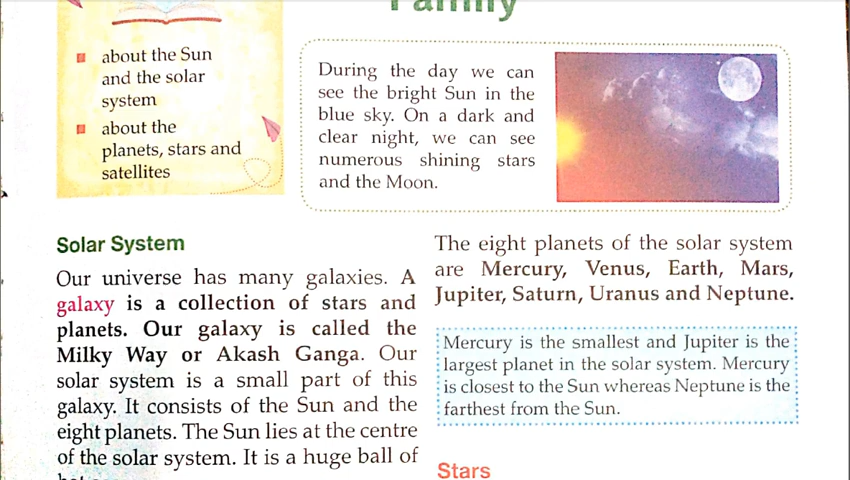 Family
about the Sun
and the solar
system
about the
planets, stars and
satellites
During the day we can
see the bright Sun in the
blue sky. On a dark and
clear night, we can see
numerous shining stars
and the Moon.
Solar System
Our universe has many galaxies. A
galaxy is a collection of stars and
planets. Our galaxy is called the
Milky Way or Akash Ganga. Our
solar system is a small part of this
galaxy. It consists of the Sun and the
eight planets. The Sun lies at the centre
of the solar system. It is a huge ball of
The eight planets of the solar system
are Mercury, Venus, Earth, Mars,
Jupiter, Saturn, Uranus and Neptune.
Mercury is the smallest and Jupiter is the
largest planet in the solar system. Mercury
is closest to the Sun whereas Neptune is the
farthest from the Sun.
Stars